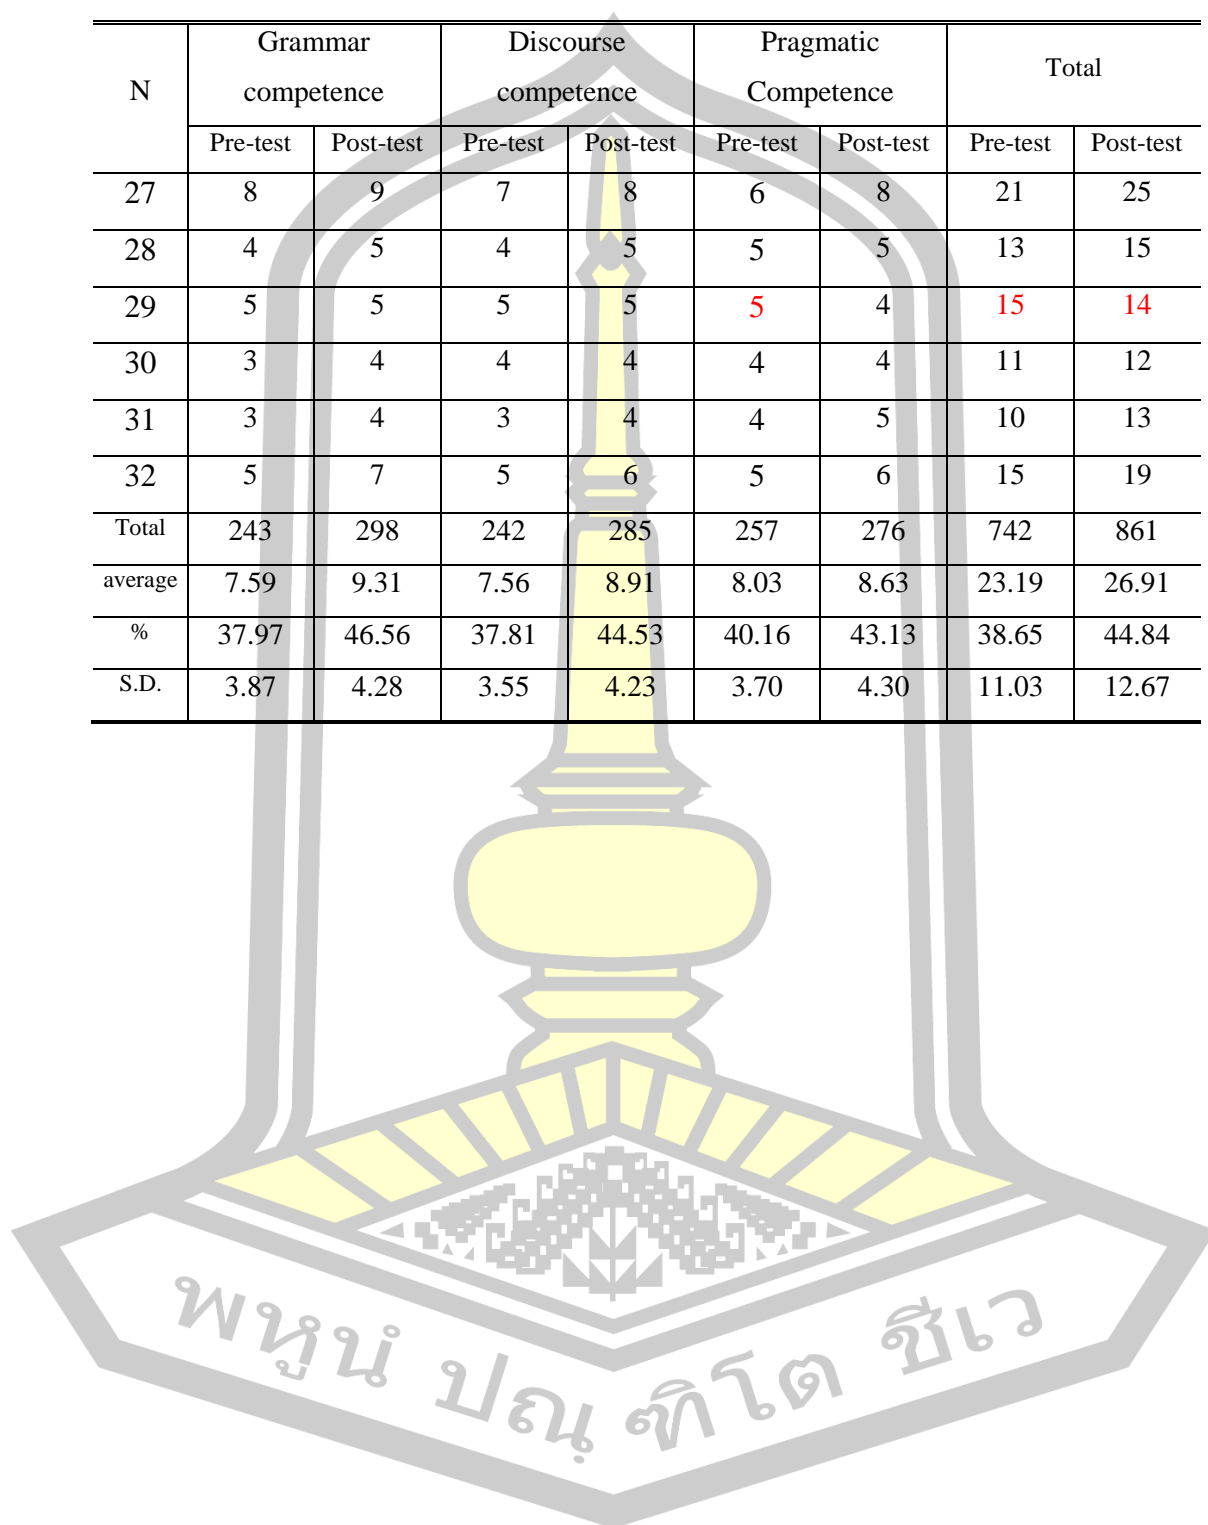 N Grammar competence Discourse competence Pragmatic Competence Total
Pre-test Post-test Pre-test Post-test Pre-test Post-test Pre-test Post-test
27 8 9 7 8 6 8 21 25
28 4 5 4 5 5 5 13 15
29 5 5 5 5 5 4 15 14
30 3 4 4 4 4 4 11 12
31 3 4 3 4 4 5 10 13
32 5 7 5 6 5 6 15 19
Total 243 298 242 285 257 276 742 861
average 7.59 9.31 7.56 8.91 8.03 8.63 23.19 26.91
% 37.97 46.56 37.81 44.53 40.16 43.13 38.65 44.84
S.D. 3.87 4.28 3.55 4.23 3.70 4.30 11.03 12.67
พหูนํ ปณฺฑิโต ชีเว